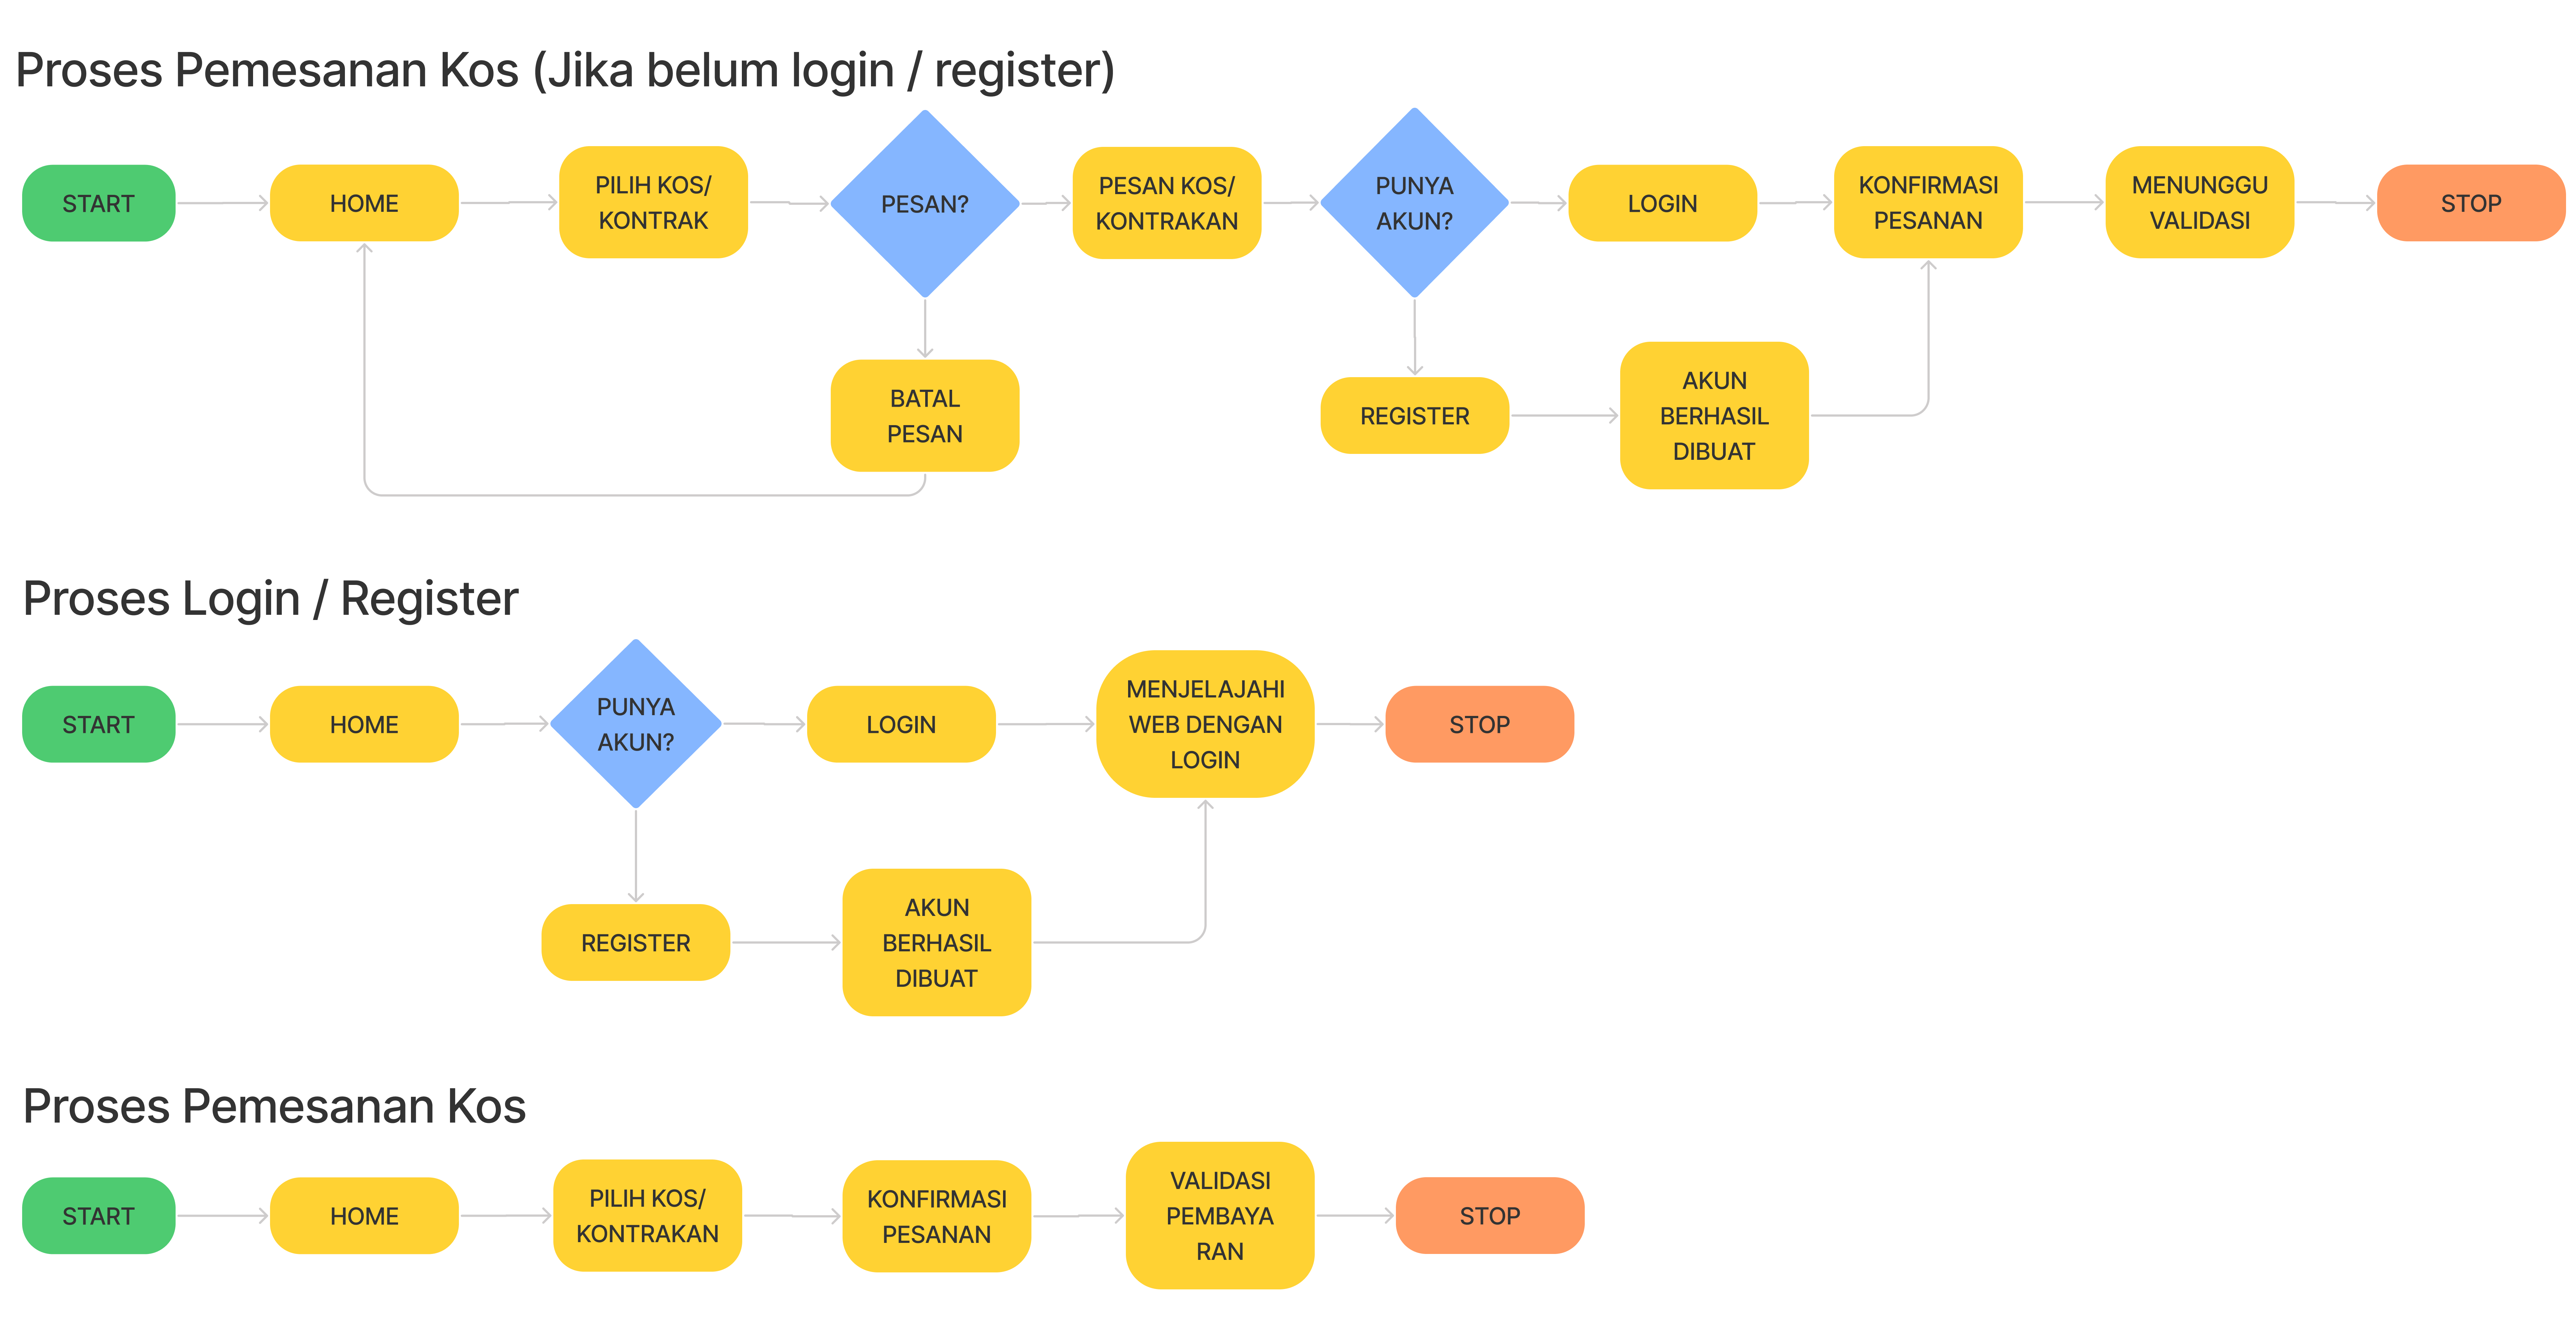 Proses Pemesanan Kos (Jika belum login / register)
START
HOME
PILIH KOS/
KONTRAK
PESAN?
PESAN KOS/
KONTRAKAN
PUNYA
AKUN?
LOGIN
KONFIRMASI
PESANAN
MENUNGGU
VALIDASI
STOP
BATAL
PESAN
REGISTER
AKUN
BERHASIL
DIBUAT
Proses Login / Register
START
HOME
PUNYA
AKUN?
LOGIN
MENJELAJAHI
WEB DENGAN
LOGIN
STOP
REGISTER
AKUN
BERHASIL
DIBUAT
Proses Pemesanan Kos
START
HOME
PILIH KOS/
KONTRAKAN
KONFIRMASI
PESANAN
VALIDASI
PEMBAYA
RAN
STOP